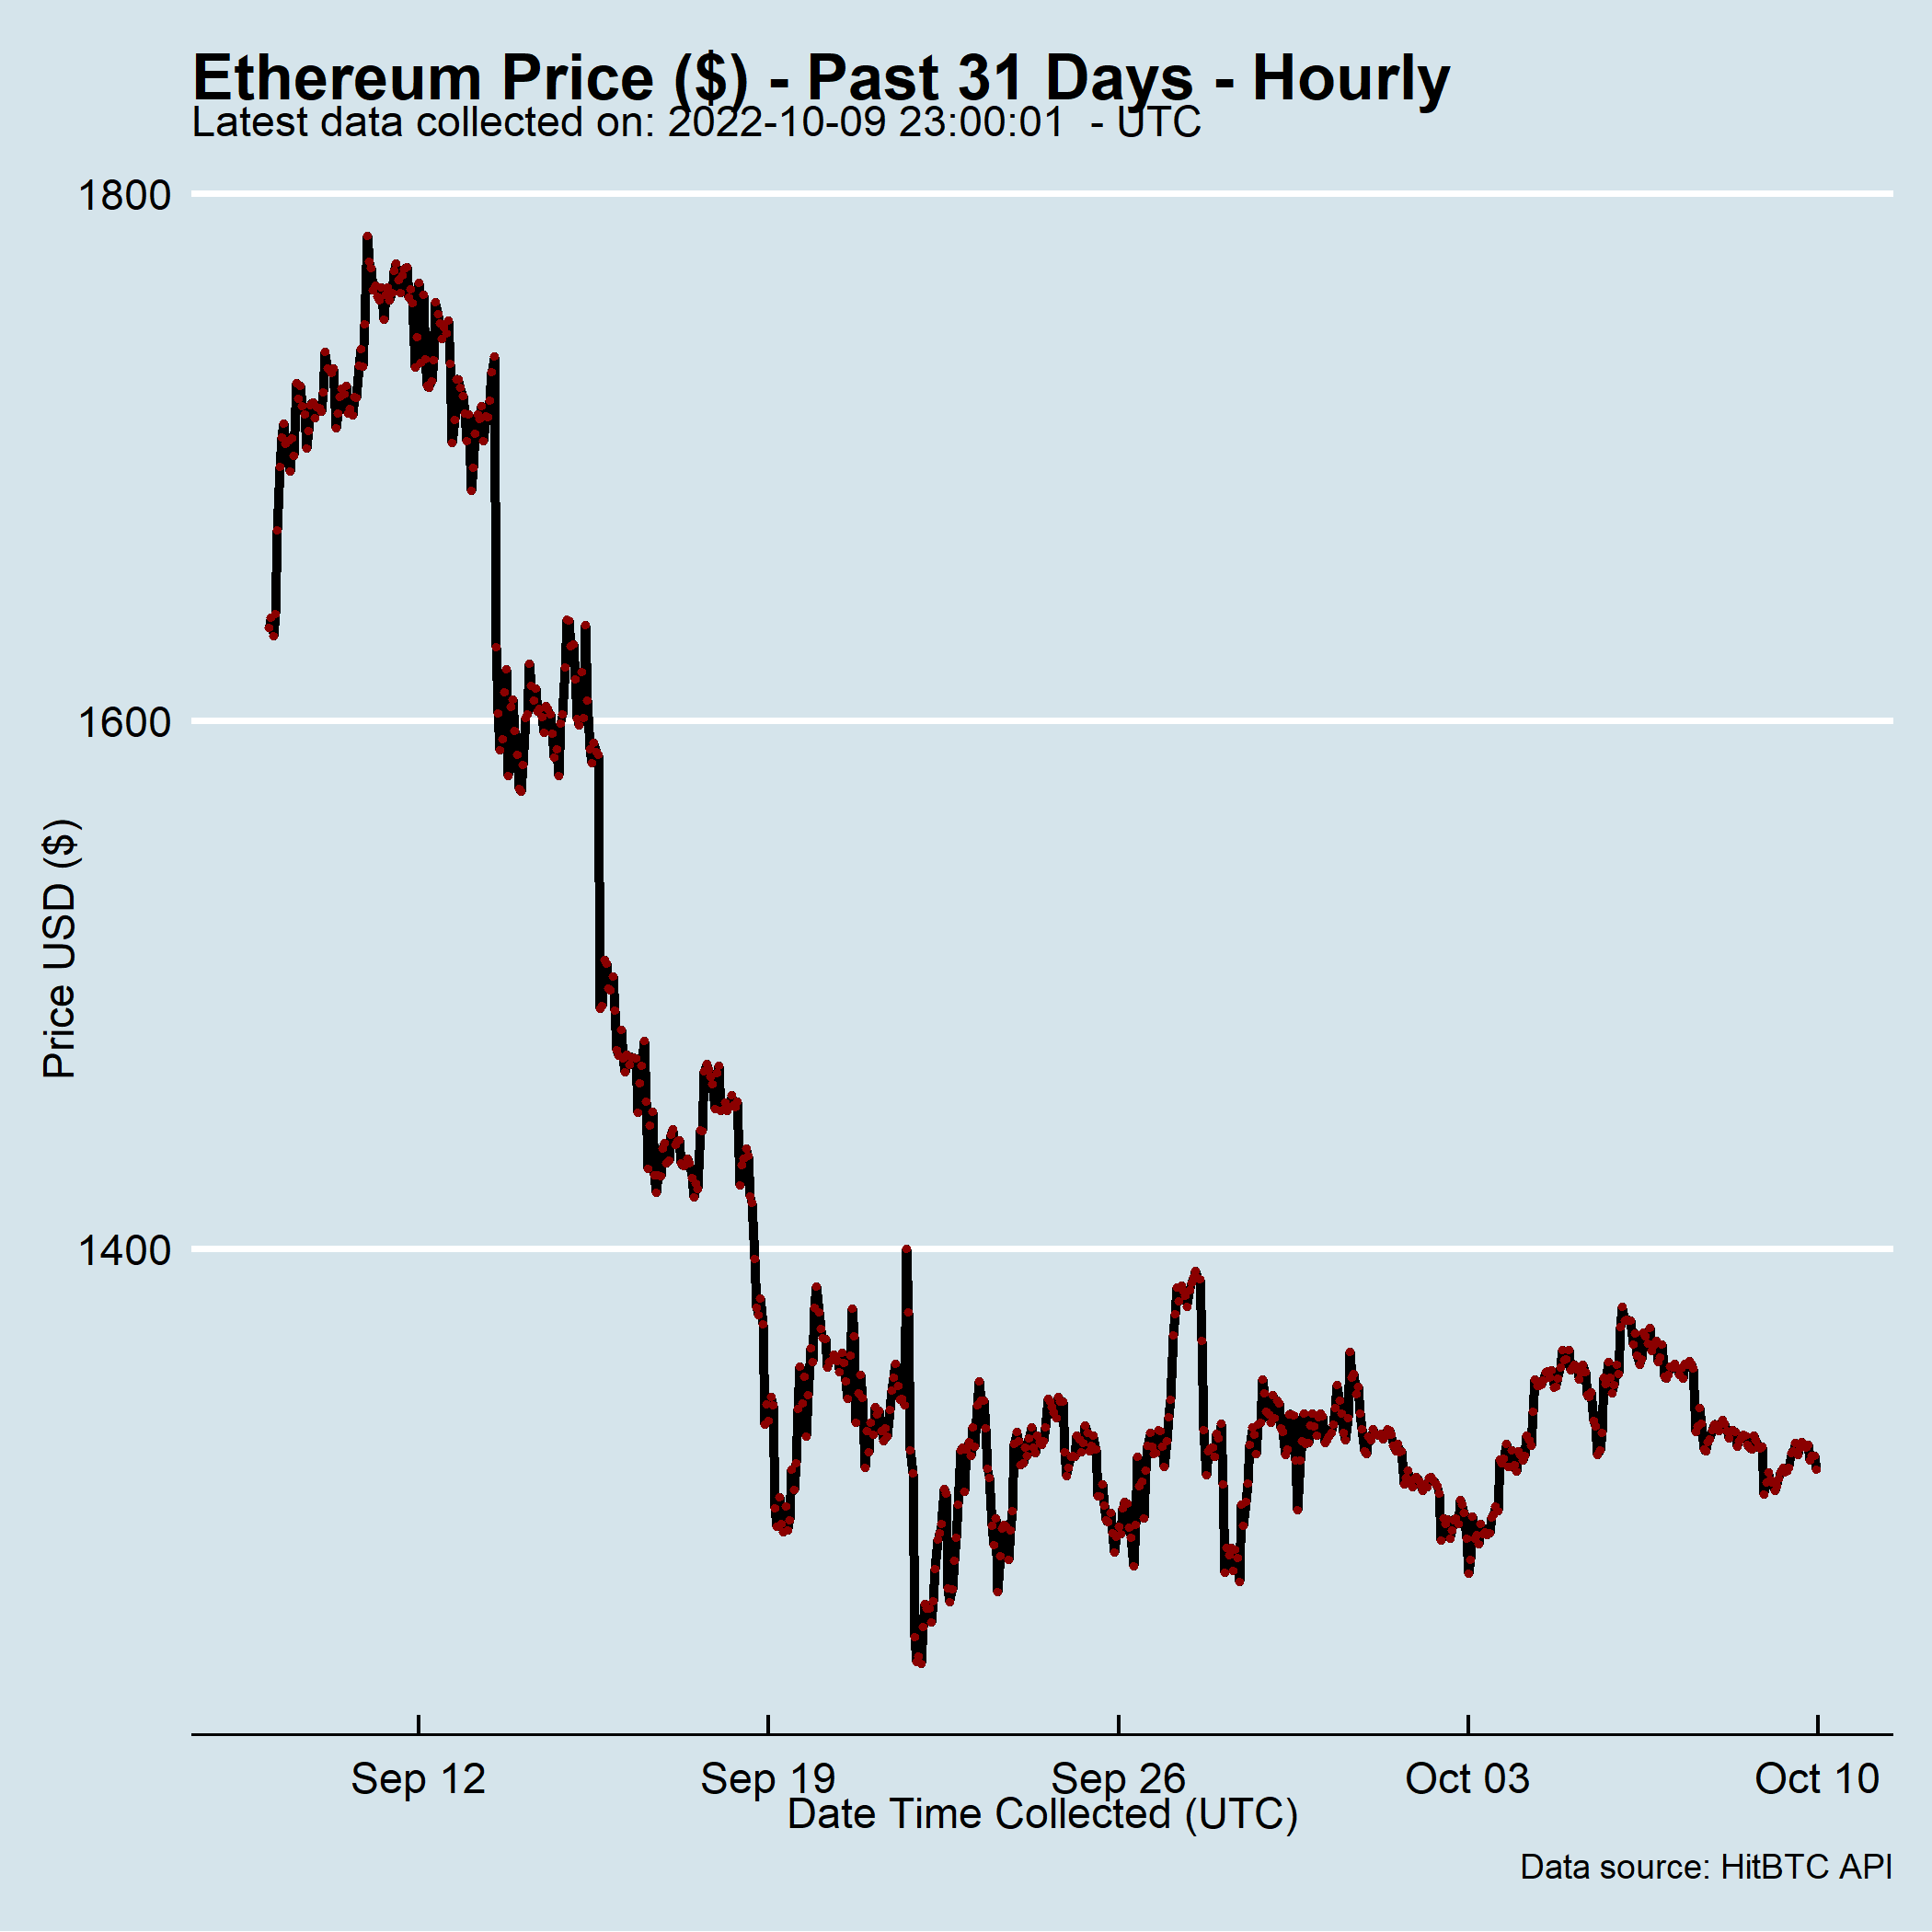 Ethereum Price ($) - Past 31 Days - Hourly
Latest data collected on: 2022-10-09 23:00:01  - UTC
1800
1600
1400
Price USD ($)
Sep 12
Sep 19
Sep 26
Oct 03
Oct 10
Date Time Collected (UTC)
Data source: HitBTC API